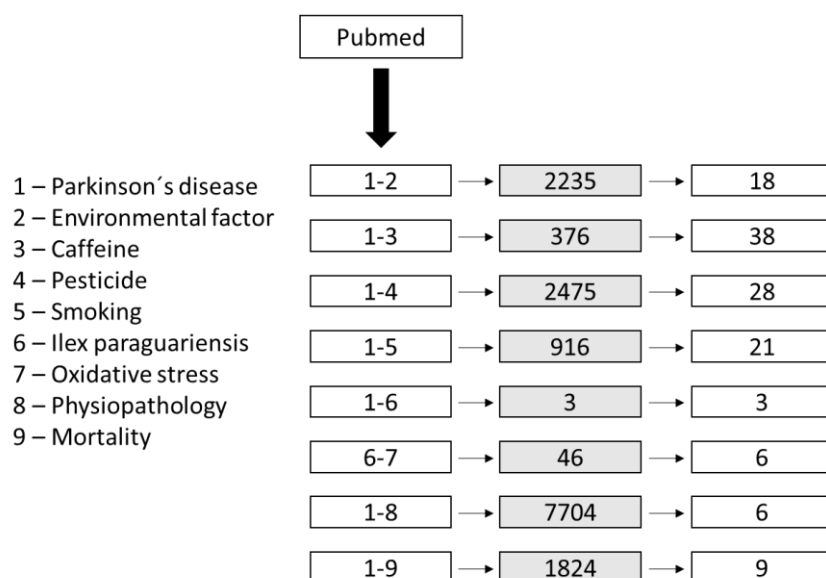 Pubmed
1 – Parkinson´s disease
2 – Environmental factor
3 – Caffeine
4 – Pesticide
5 – Smoking
6 – Ilex paraguariensis
7 – Oxidative stress
8 – Physiopathology
9 – Mortality
1-2 2235 18
1-3 376 38
1-4 2475 28
1-5 916 21
1-6 3 3
6-7 46 6
1-8 7704 6
1-9 1824 9